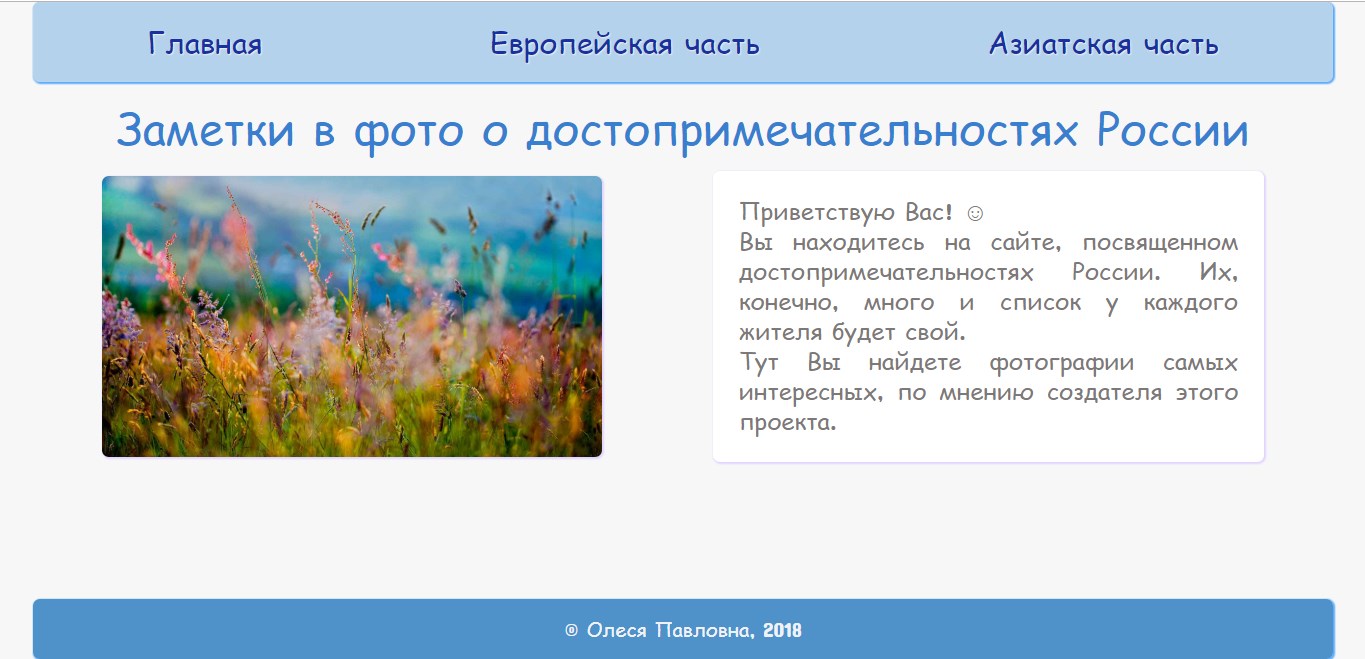 Главная Европейская часть Азиатская часть
Заметки в фото о достопримечательностях России
Приветствую Вас! ☺
Вы находитесь на сайте, посвященном
достопримечательностях России. Их,
конечно, много и список у каждого
жителя будет свой.
Тут Вы найдете фотографии самых
интересных, по мнению создателя этого
проекта.
© Олеся Павловна, 2018